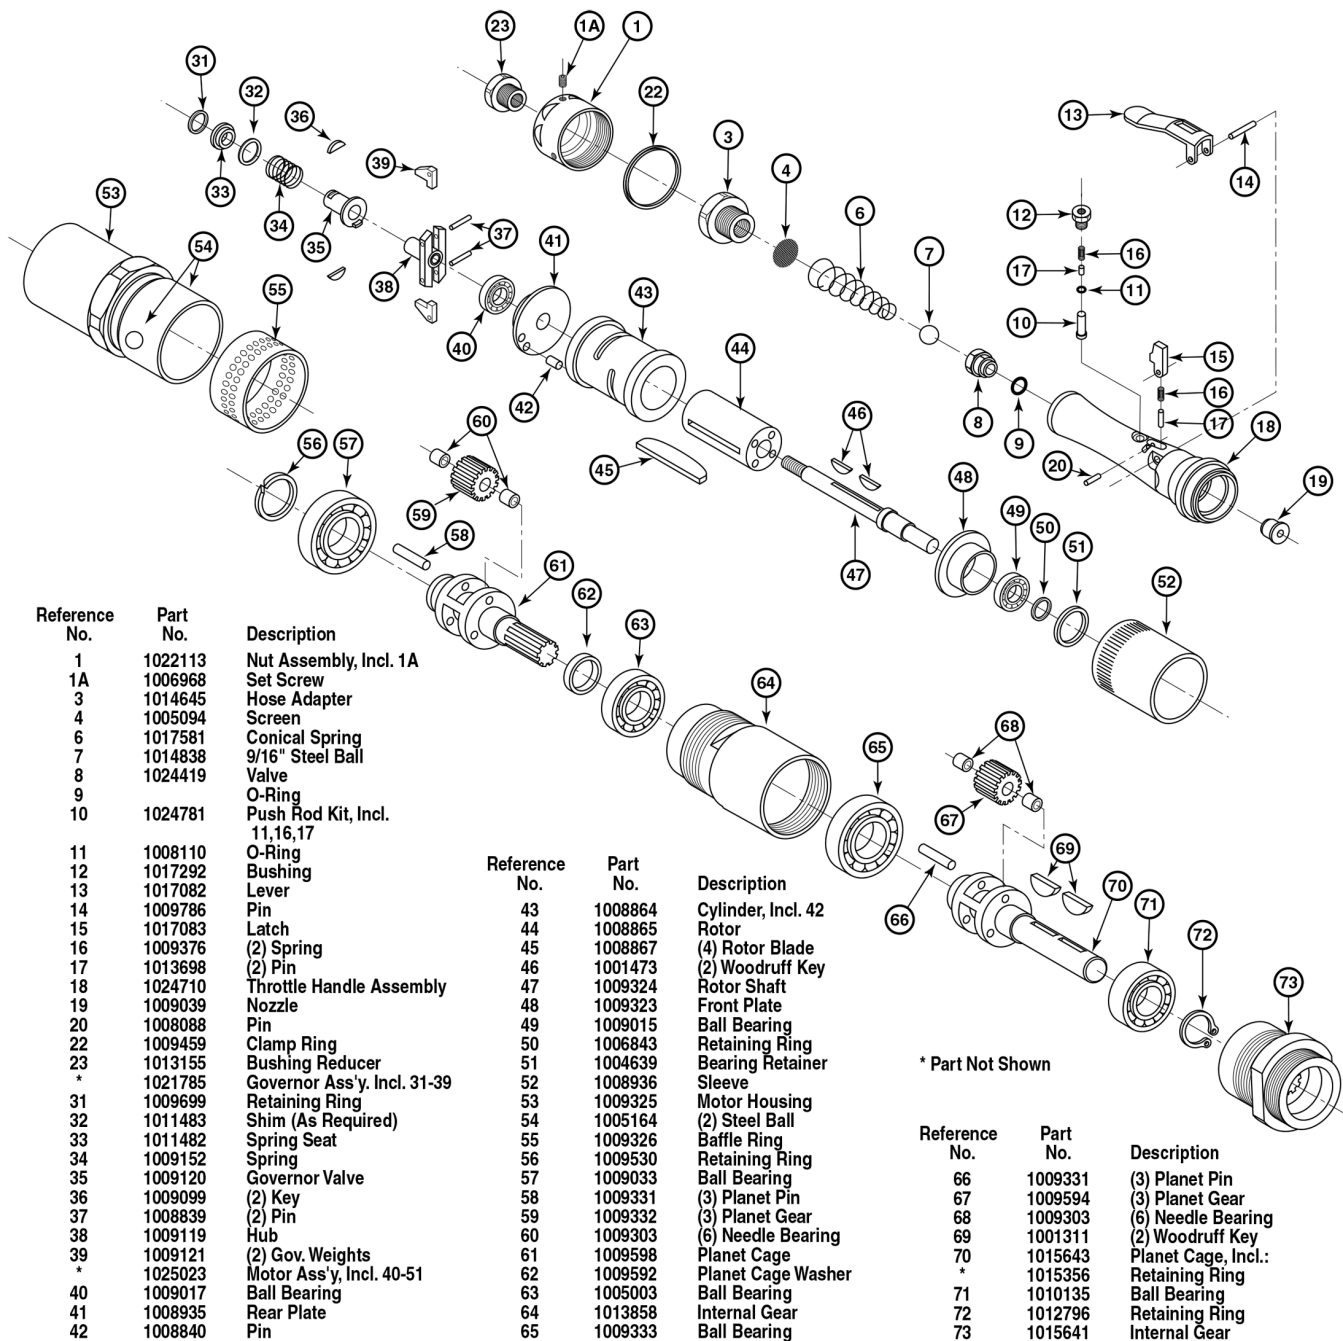 23
1A
1
31
32
36
22
39
3
13
33
4
14
53
34
6
12
35
37
7
16
54
38
41
17
11
55
43
40
10
44
15
42
8
16
60
46
9
17
18
56
57
45
20
59
48
19
58
49
50
51
61
47
52
62
63
64
68
65
67
69
70
66
71
72
73
Reference Part
No. No. Description
1 1022113 Nut Assembly, Incl. 1A
1A 1006968 Set Screw
3 1014645 Hose Adapter
4 1005094 Screen
6 1017581 Conical Spring
7 1014838 9/16" Steel Ball
8 1024419 Valve
9 O-Ring
10 1024781 Push Rod Kit, Incl.
11,16,17
11 1008110 O-Ring
12 1017292 Bushing
13 1017082 Lever
14 1009786 Pin
15 1017083 Latch
16 1009376 (2) Spring
17 1013698 (2) Pin
18 1024710 Throttle Handle Assembly
19 1009039 Nozzle
20 1008088 Pin
22 1009459 Clamp Ring
23 1013155 Bushing Reducer
* 1021785 Governor Ass'y. Incl. 31-39
31 1009699 Retaining Ring
32 1011483 Shim (As Required)
33 1011482 Spring Seat
34 1009152 Spring
35 1009120 Governor Valve
36 1009099 (2) Key
37 1008839 (2) Pin
38 1009119 Hub
39 1009121 (2) Gov. Weights
* 1025023 Motor Ass'y, Incl. 40-51
40 1009017 Ball Bearing
41 1008935 Rear Plate
42 1008840 Pin
Reference Part
No. No. Description
43 1008864 Cylinder, Incl. 42
44 1008865 Rotor
45 1008867 (4) Rotor Blade
46 1001473 (2) Woodruff Key
47 1009324 Rotor Shaft
48 1009323 Front Plate
49 1009015 Ball Bearing
50 1006843 Retaining Ring
51 1004639 Bearing Retainer
52 1008936 Sleeve
53 1009325 Motor Housing
54 1005164 (2) Steel Ball
55 1009326 Baffle Ring
56 1009530 Retaining Ring
57 1009033 Ball Bearing
58 1009331 (3) Planet Pin
59 1009332 (3) Planet Gear
60 1009303 (6) Needle Bearing
61 1009598 Planet Cage
62 1009592 Planet Cage Washer
63 1005003 Ball Bearing
64 1013858 Internal Gear
65 1009333 Ball Bearing
* Part Not Shown
Reference Part
No. No. Description
66 1009331 (3) Planet Pin
67 1009594 (3) Planet Gear
68 1009303 (6) Needle Bearing
69 1001311 (2) Woodruff Key
70 1015643 Planet Cage, Incl.:
* 1015356 Retaining Ring
71 1010135 Ball Bearing
72 1012796 Retaining Ring
73 1015641 Internal Gear